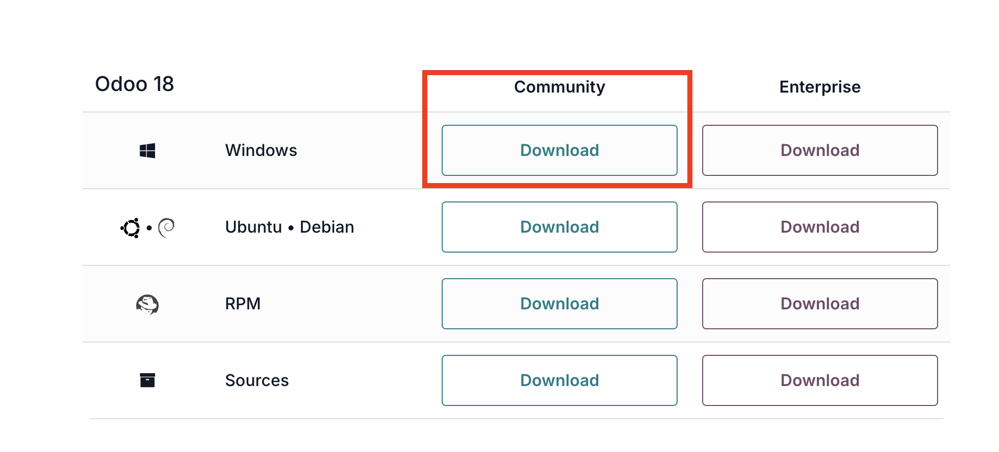 Odoo 18 Community Enterprise
Windows Download Download
Ubuntu • Debian Download Download
RPM Download Download
Sources Download Download